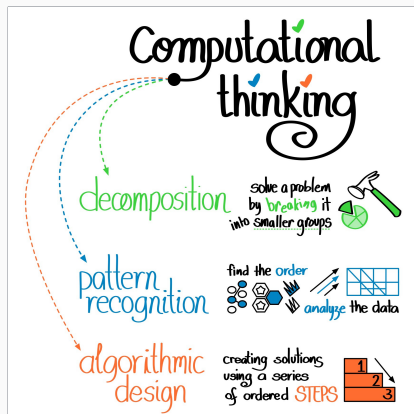 Computational
thinking
decomposition
solve a problem
by breaking it
into smaller groups
pattern
recognition
find the order
analyze the data
algorithmic
design
creating solutions
using a series
of ordered STEPS
1
2
3